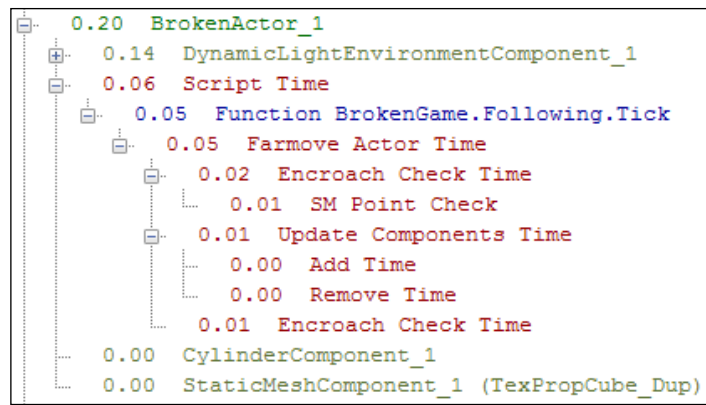 0.20 BrokenActor_1
0.14 DynamicLightEnvironmentComponent_1
0.06 Script Time
0.05 Function BrokenGame.Following.Tick
0.05 Farmove Actor Time
0.02 Encroach Check Time
0.01 SM Point Check
0.01 Update Components Time
0.00 Add Time
0.00 Remove Time
0.01 Encroach Check Time
0.00 CylinderComponent_1
0.00 StaticMeshComponent_1 (TexPropCube_Dup)